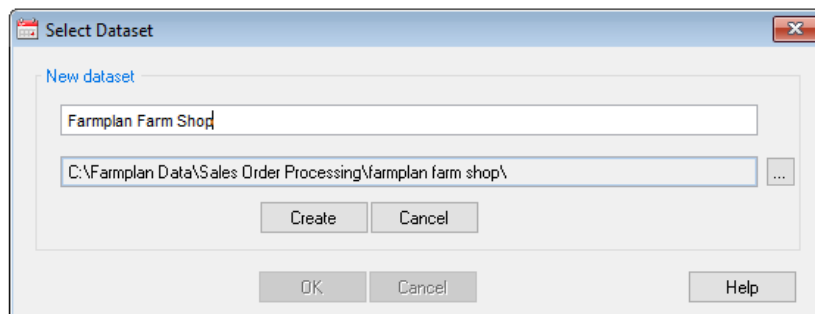 Select Dataset
New dataset
Farmplan Farm Shop
C:\Farmplan Data\Sales Order Processing\farmplan farm shop\
...
Create Cancel
OK Cancel Help